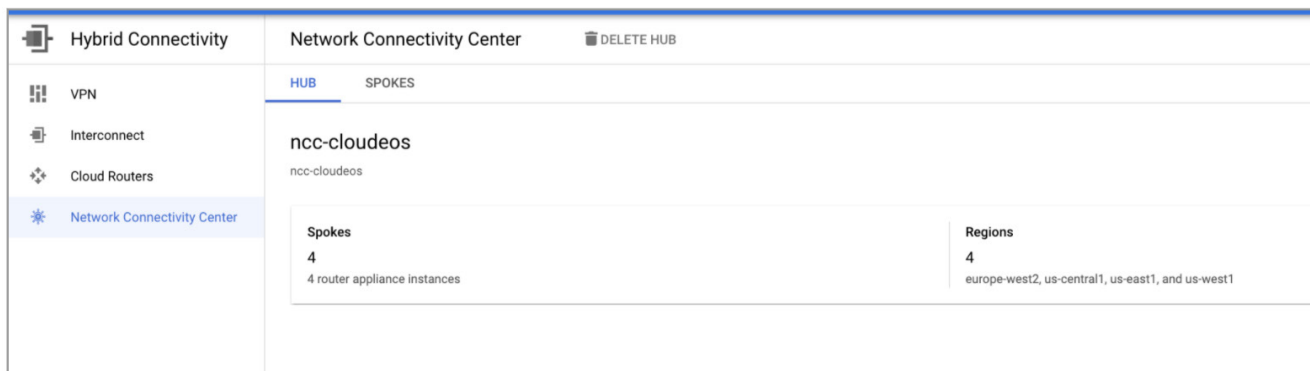 Hybrid Connectivity
Network Connectivity Center
DELETE HUB
VPN
Interconnect
Cloud Routers
Network Connectivity Center
HUB
SPOKES
ncc-cloudeos
ncc-cloudeos
Spokes
4
4 router appliance instances
Regions
4
europe-west2, us-central1, us-east1, and us-west1